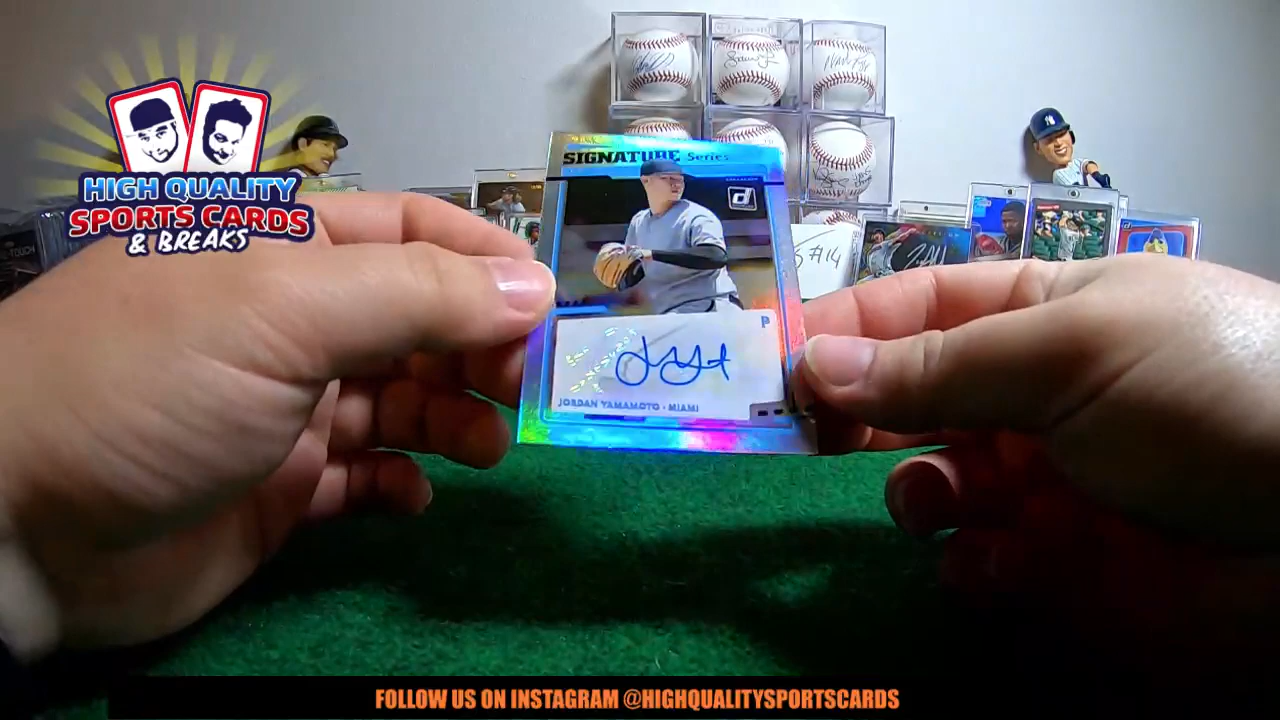 HIGH QUALITY
SPORTS CARDS
& BREAKS
SIGNATURE Series
P
JORDAN YAMAMOTO - MIAMI
#14
FOLLOW US ON INSTAGRAM @HIGHQUALITYSPORTSCARDS